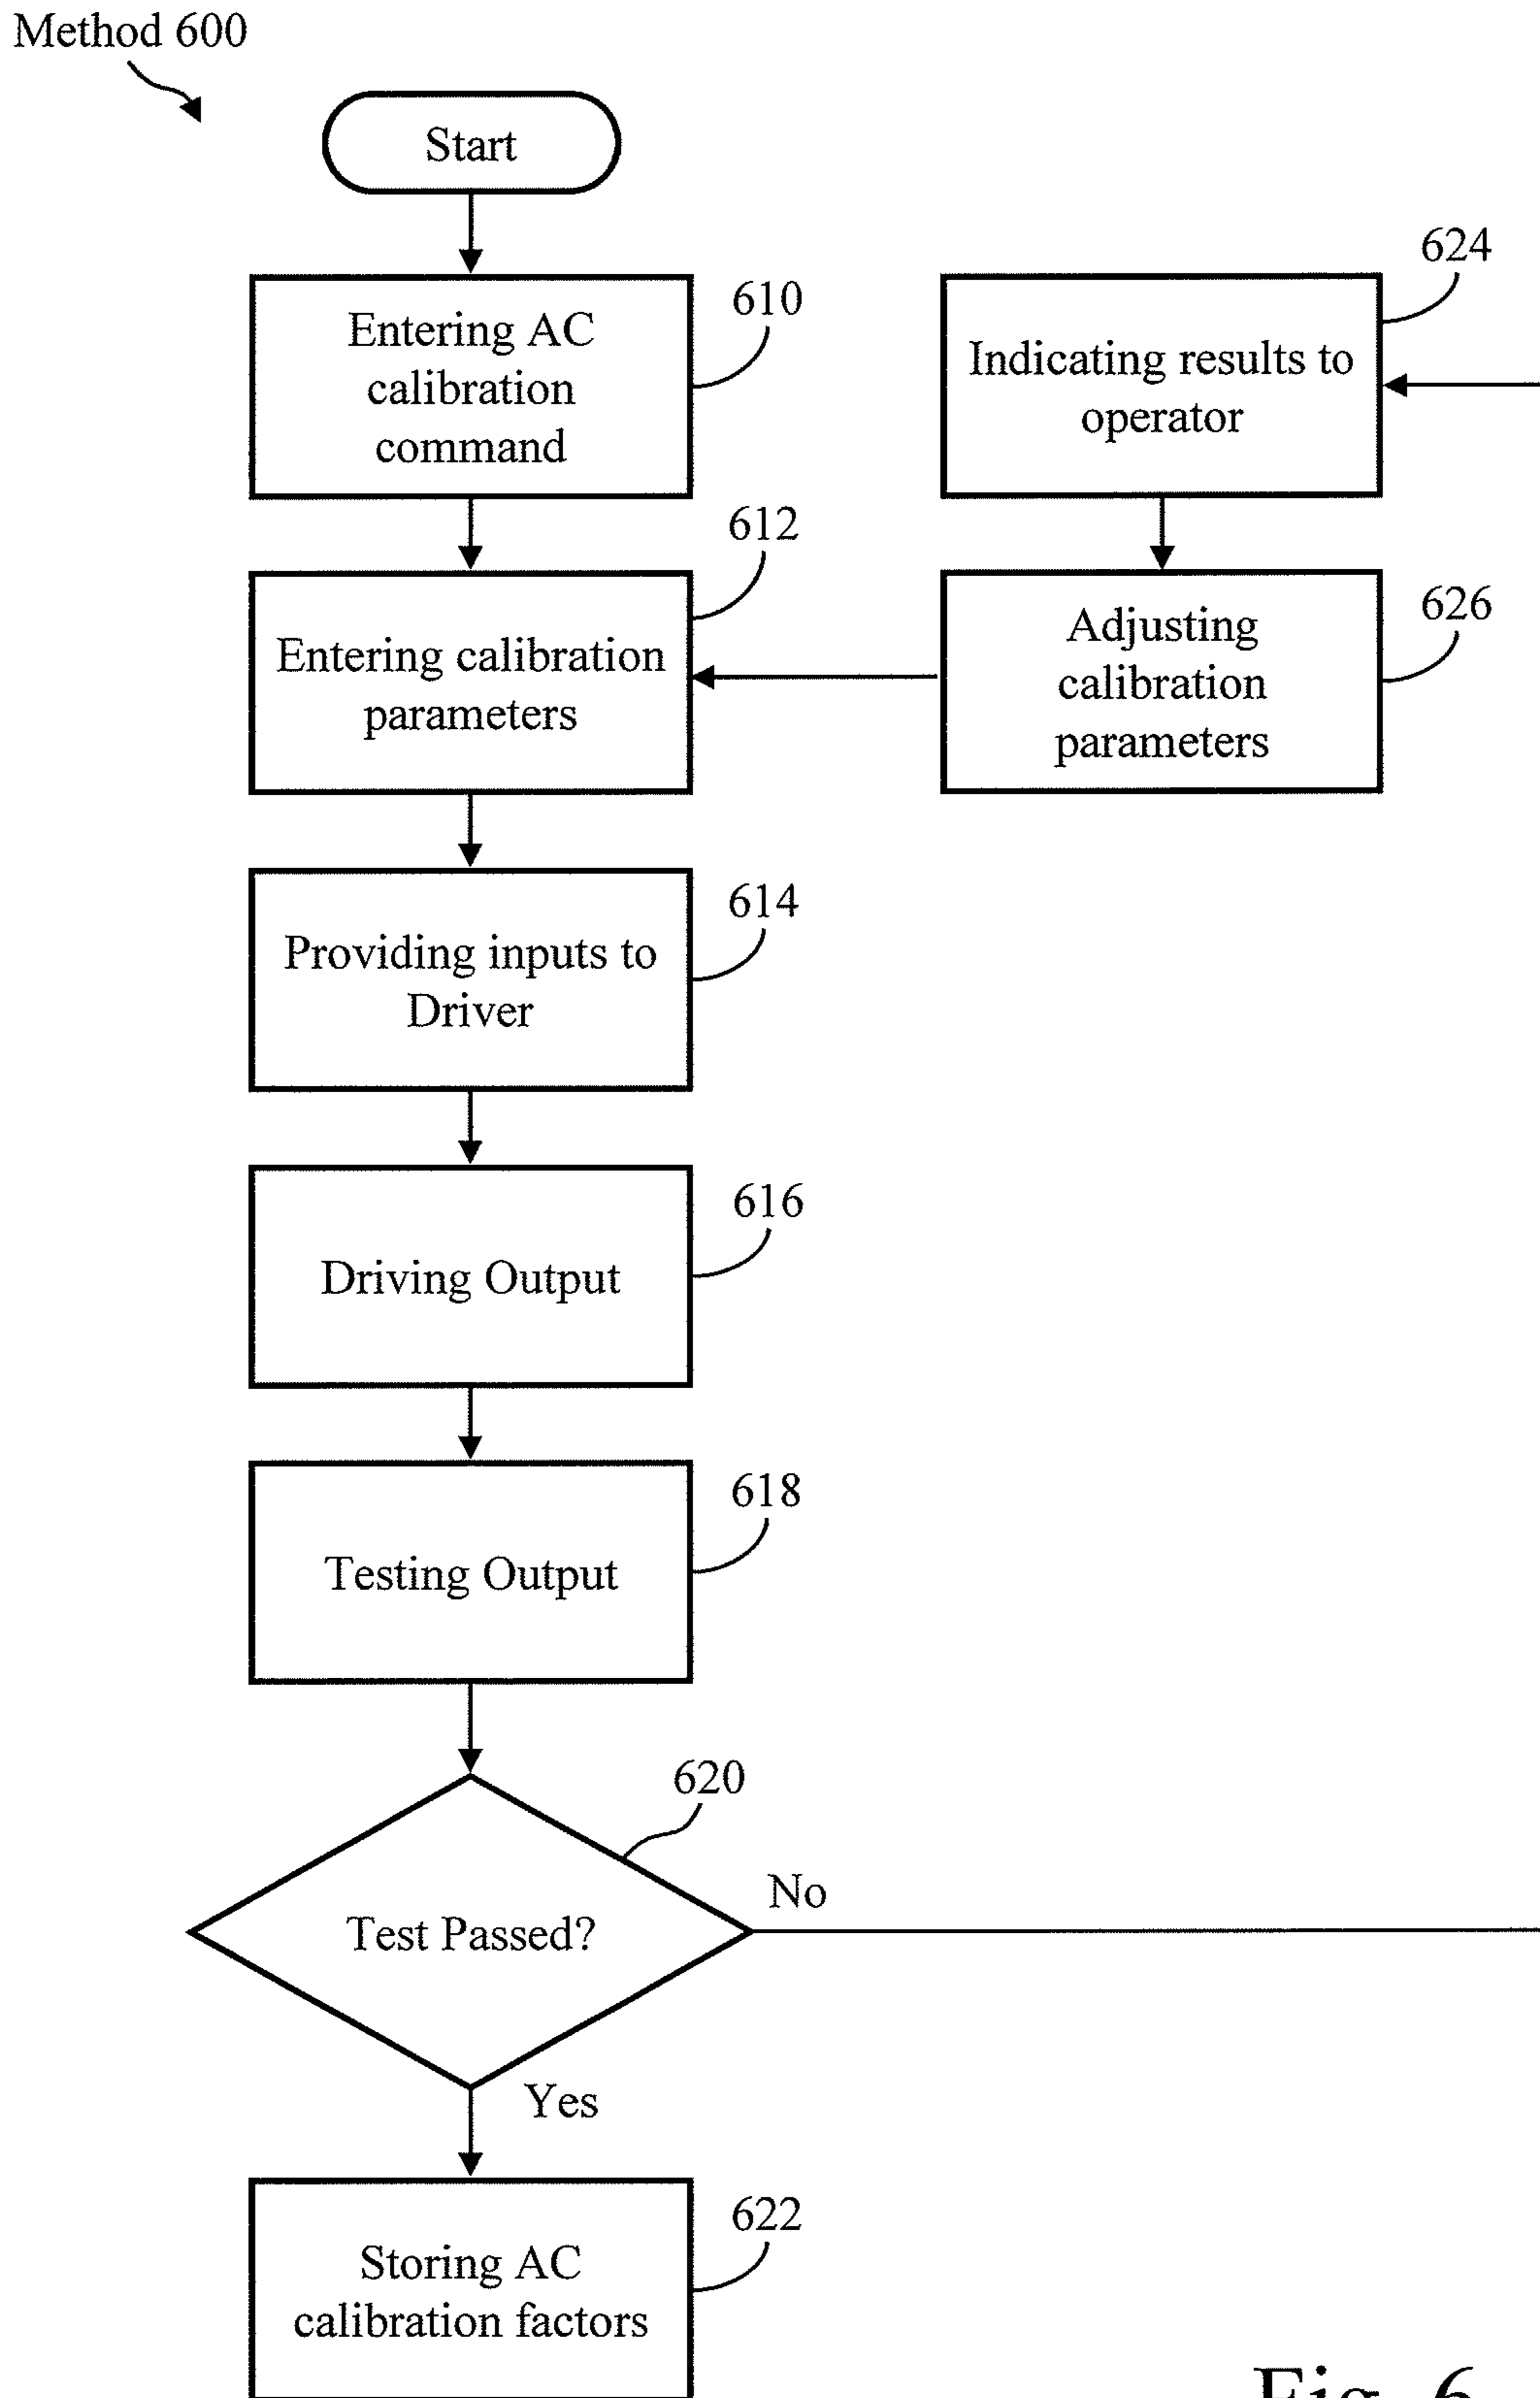 Method 600
Start
610
Entering AC
calibration
command
624
Indicating results to
operator
612
Entering calibration
parameters
626
Adjusting
calibration
parameters
614
Providing inputs to
Driver
616
Driving Output
618
Testing Output
620
Test Passed?
No
Yes
622
Storing AC
calibration factors
Fig. 6